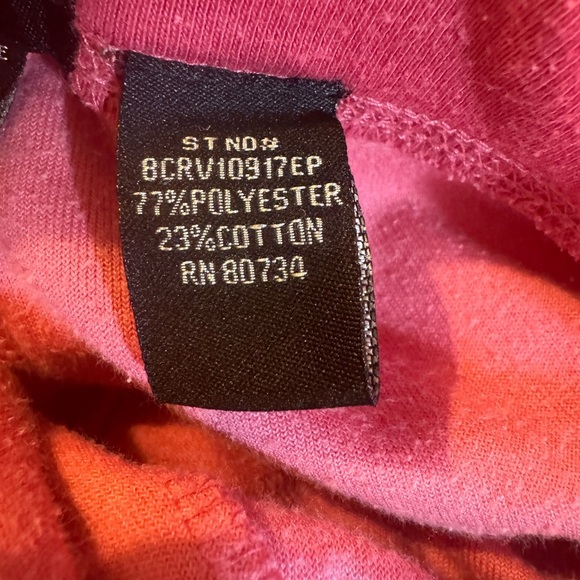 E
ST NO#
8CRV10917EP
77%POLYESTER
23%COTTON
RN 80734